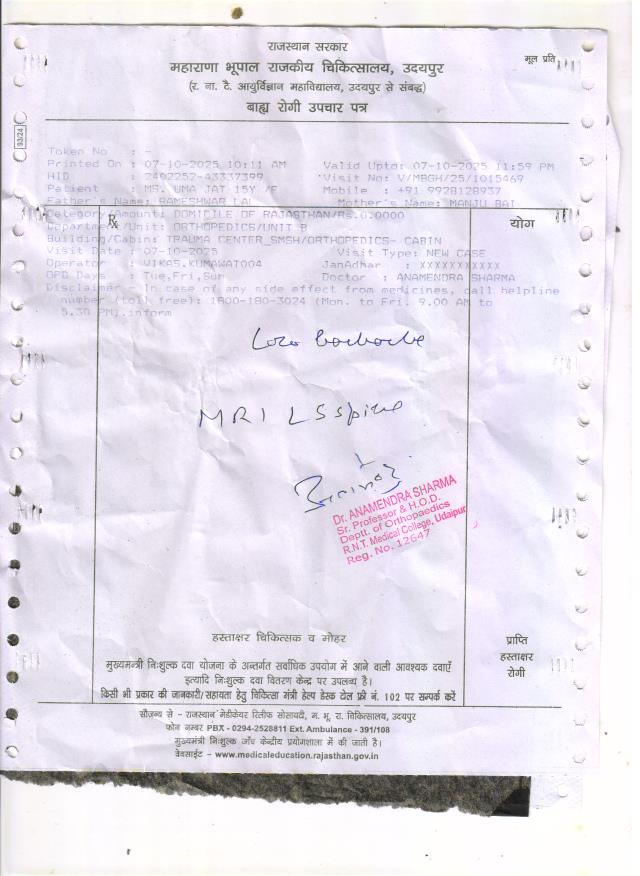 राजस्थान सरकार
महाराणा भूपाल राजकीय चिकित्सालय, उदयपुर
मूल प्रति
(र. ना. टै. आयुर्विज्ञान महाविद्यालय, उदयपुर से संबद्ध)
बाह्य रोगी उपचार पत्र
93/24
Token No : -
Printed On : 07-10-2025 10:11 AM Valid Upto: 07-10-2025 11:59 PM
HID : 2402252-43337399 Visit No: V/MBGH/25/1015469
Patient : MS. UMA JAT 15Y /F Mobile : +91 9928128937
Father's Name: RAMESHWAR LAL Mother's Name: MANJU BAI
Category Amount: DOMICILE OF RAJASTHAN/Rs.0.0000
Rx
योग
Department/Unit: ORTHOPEDICS/UNIT B
Building/Cabin: TRAUMA CENTER_SMSH/ORTHOPEDICS- CABIN
Visit Date : 07-10-2025 Visit Type: NEW CASE
Operator : VIKAS.KUMAWAT004 JanAadhar : XXXXXXXXXXX
OPD Days : Tue,Fri,Sun Doctor : ANAMENDRA SHARMA
Disclaimer - In case of any side effect from medicines, call helpline
number (toll free): 1800-180-3024 (Mon. to Fri. 9.00 AM to
5.30 PM).inform
MRI LS spine
Dr. ANAMENDRA SHARMA
Sr. Professor & H.O.D.
Deptt. of Orthopaedics
R.N.T. Medical College, Udaipur
Reg. No. 12647
हस्ताक्षर चिकित्सक व मोहर
प्राप्ति
हस्ताक्षर
रोगी
मुख्यमन्त्री निःशुल्क दवा योजना के अन्तर्गत सर्वाधिक उपयोग में आने वाली आवश्यक दवाएँ
इत्यादि निःशुल्क दवा वितरण केन्द्र पर उपलब्ध है।
किसी भी प्रकार की जानकारी/सहायता हेतु चिकित्सा मंत्री हेल्प डेस्क टोल फ्री नं. 102 पर सम्पर्क करें
सौजन्य से - राजस्थान मेडीकेयर रिलीफ सोसायटी, म. भू. रा. चिकित्सालय, उदयपुर
फोन नम्बर PBX - 0294-2528811 Ext. Ambulance - 391/108
मुख्यमन्त्री निःशुल्क जाँच केन्द्रीय प्रयोगशाला में की जाती है।
वेबसाईट - www.medicaleducation.rajasthan.gov.in